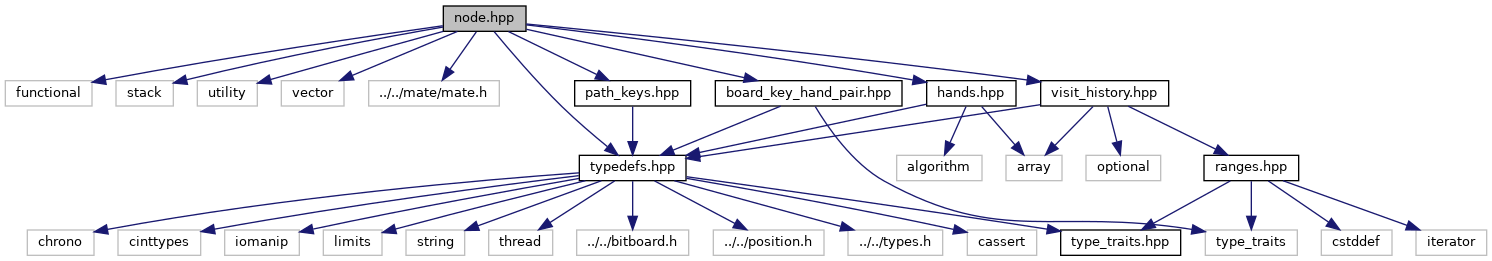 node.hpp
functional
stack
utility
vector
../../mate/mate.h
path_keys.hpp
board_key_hand_pair.hpp
hands.hpp
visit_history.hpp
typedefs.hpp
algorithm
array
optional
ranges.hpp
chrono
cinttypes
iomanip
limits
string
thread
../../bitboard.h
../../position.h
../../types.h
cassert
type_traits.hpp
type_traits
cstddef
iterator